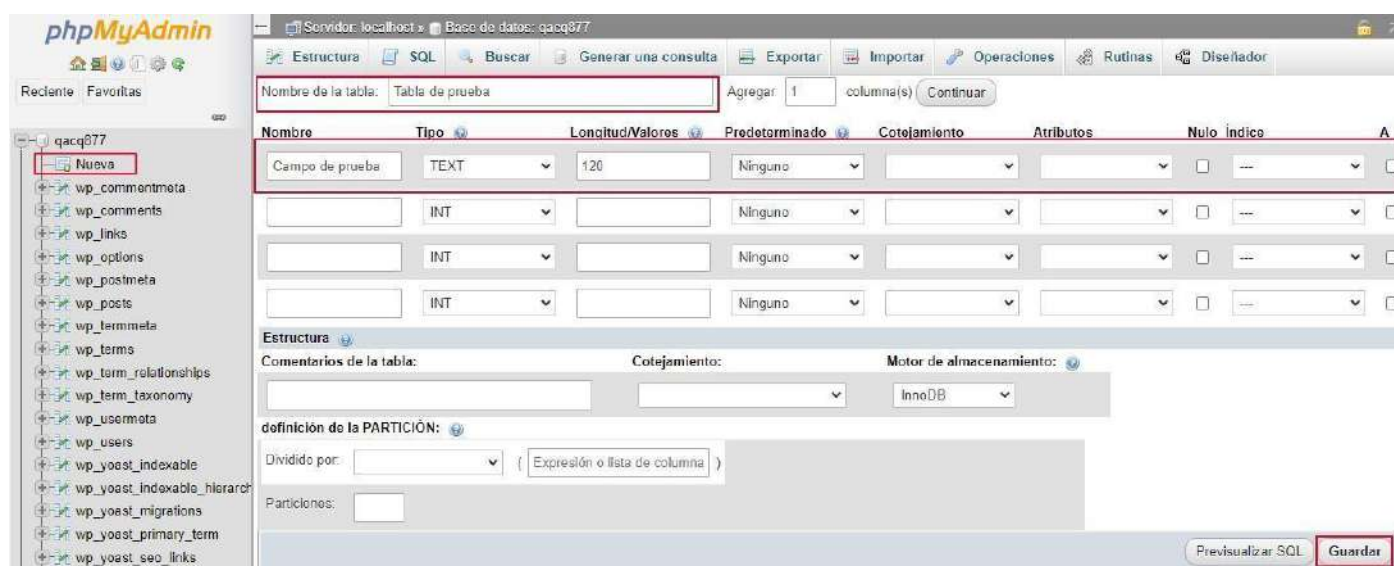 phpMyAdmin
Reciente Favoritas
qacq877
Nueva
wp_commentmeta
wp_comments
wp_links
wp_options
wp_postmeta
wp_posts
wp_termmeta
wp_terms
wp_term_relationships
wp_term_taxonomy
wp_usermeta
wp_users
wp_yoast_indexable
wp_yoast_indexable_hierarch
wp_yoast_migrations
wp_yoast_primary_term
wp_yoast_seo_links
Servidor: localhost » Base de datos: qacq877
Estructura SQL Buscar Generar una consulta Exportar Importar Operaciones Rutinas Diseñador
Nombre de la tabla: Tabla de prueba Agregar 1 columna(s) Continuar
Nombre Tipo Longitud/Valores Predeterminado Cotejamiento Atributos Nulo Índice A
Campo de prueba TEXT 120 Ninguno ---
INT Ninguno ---
INT Ninguno ---
INT Ninguno ---
Estructura
Comentarios de la tabla: Cotejamiento: Motor de almacenamiento:
InnoDB
definición de la PARTICIÓN:
Dividido por: ( Expresión o lista de columna )
Particiones:
Previsualizar SQL Guardar